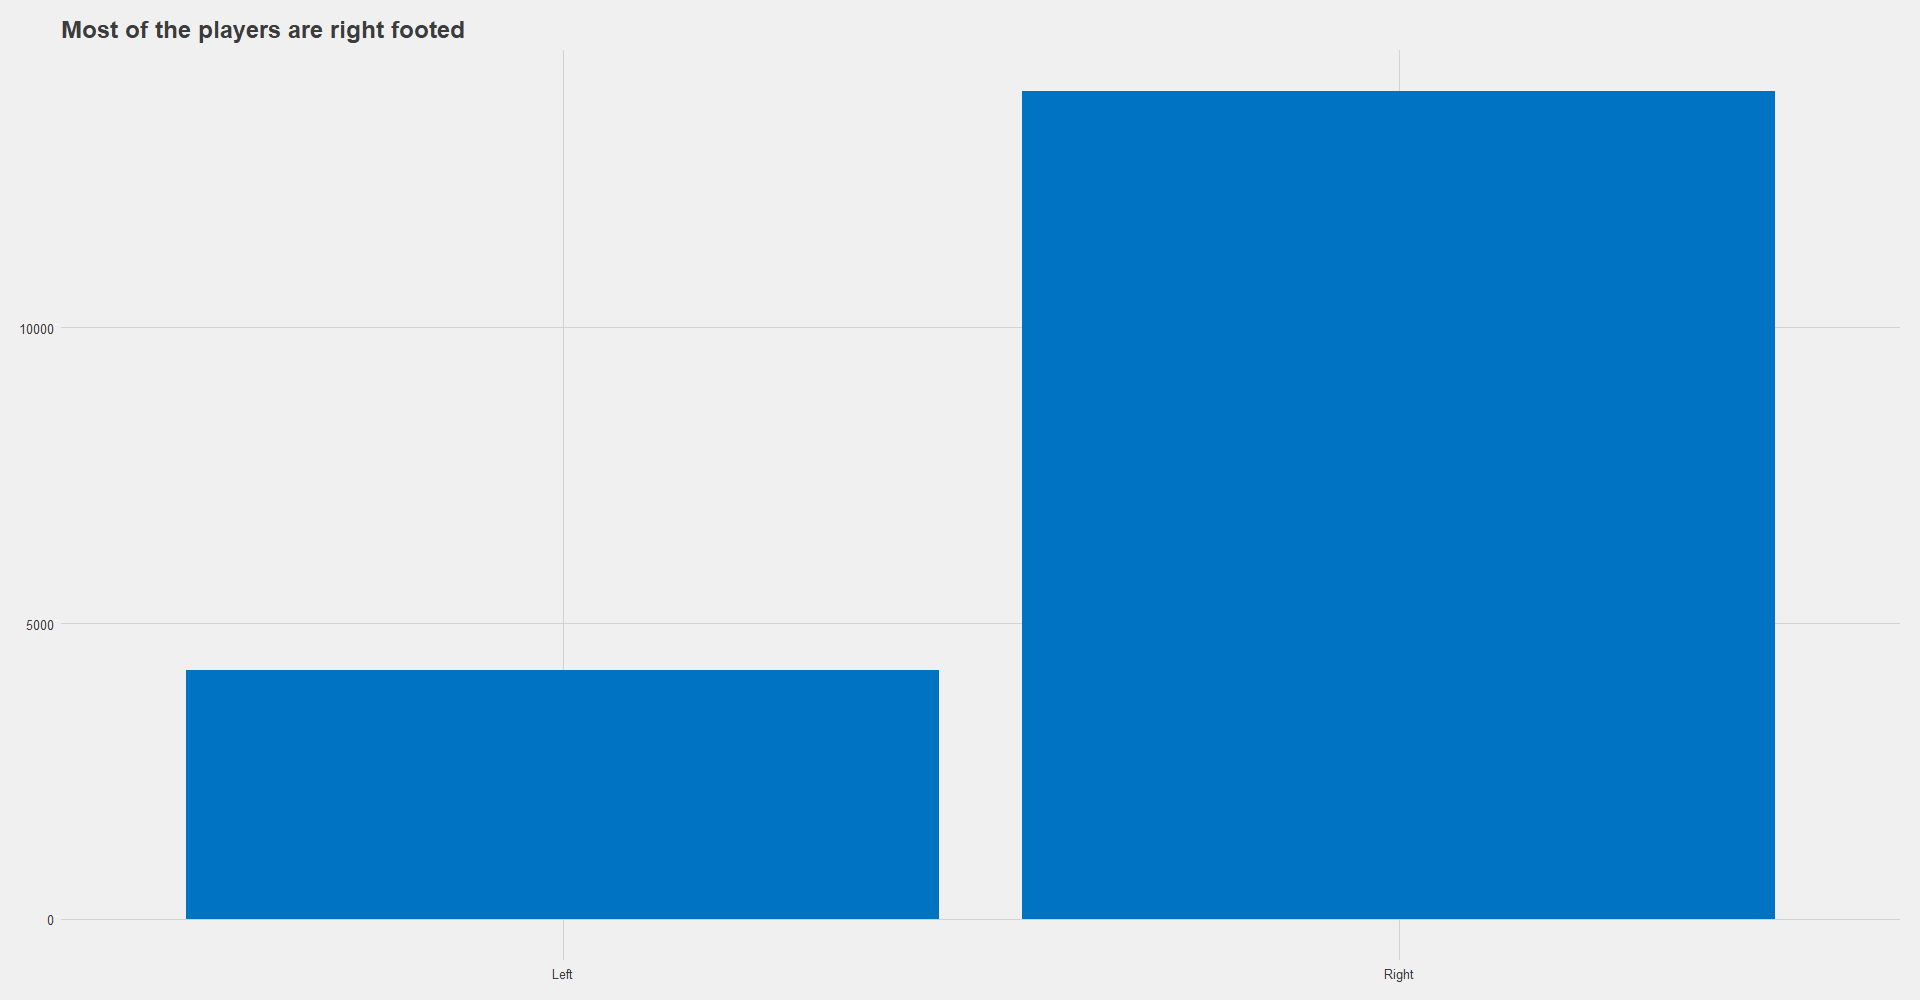 Most of the players are right footed
10000
5000
0
Left
Right